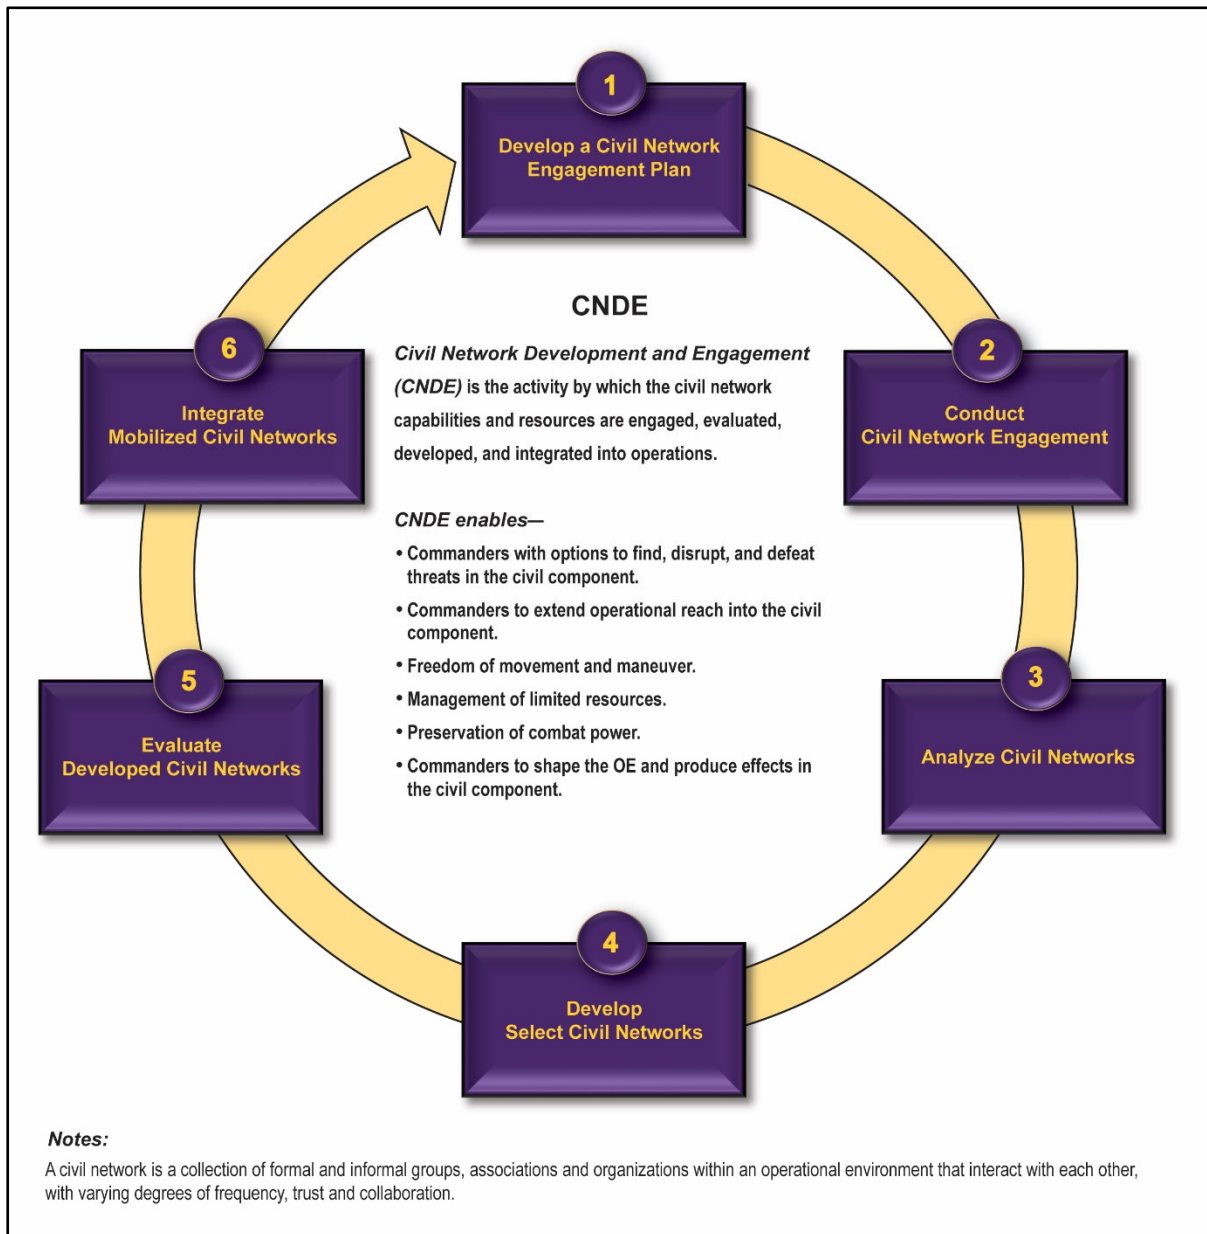 1
Develop a Civil Network
Engagement Plan
2
Conduct
Civil Network Engagement
3
Analyze Civil Networks
4
Develop
Select Civil Networks
5
Evaluate
Developed Civil Networks
6
Integrate
Mobilized Civil Networks
CNDE
Civil Network Development and Engagement
(CNDE) is the activity by which the civil network
capabilities and resources are engaged, evaluated,
developed, and integrated into operations.
CNDE enables—
• Commanders with options to find, disrupt, and defeat
threats in the civil component.
• Commanders to extend operational reach into the civil
component.
• Freedom of movement and maneuver.
• Management of limited resources.
• Preservation of combat power.
• Commanders to shape the OE and produce effects in
the civil component.
Notes:
A civil network is a collection of formal and informal groups, associations and organizations within an operational environment that interact with each other,
with varying degrees of frequency, trust and collaboration.